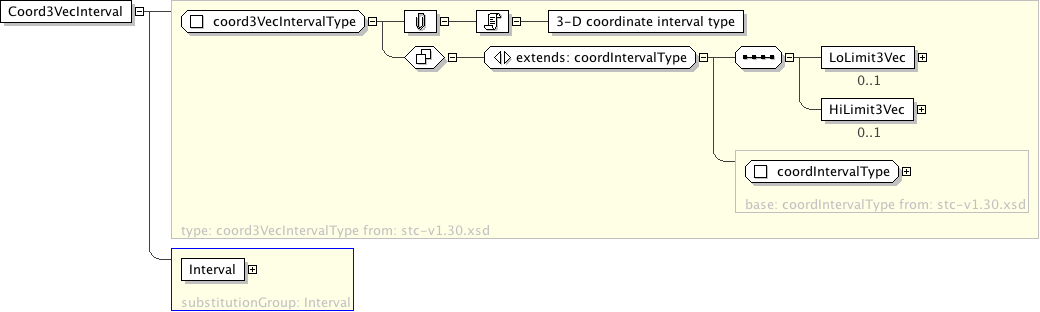 Coord3VecInterval
coord3VecIntervalType
3-D coordinate interval type
extends: coordIntervalType
LoLimit3Vec
0..1
HiLimit3Vec
0..1
coordIntervalType
base: coordIntervalType from: stc-v1.30.xsd
type: coord3VecIntervalType from: stc-v1.30.xsd
Interval
substitutionGroup: Interval